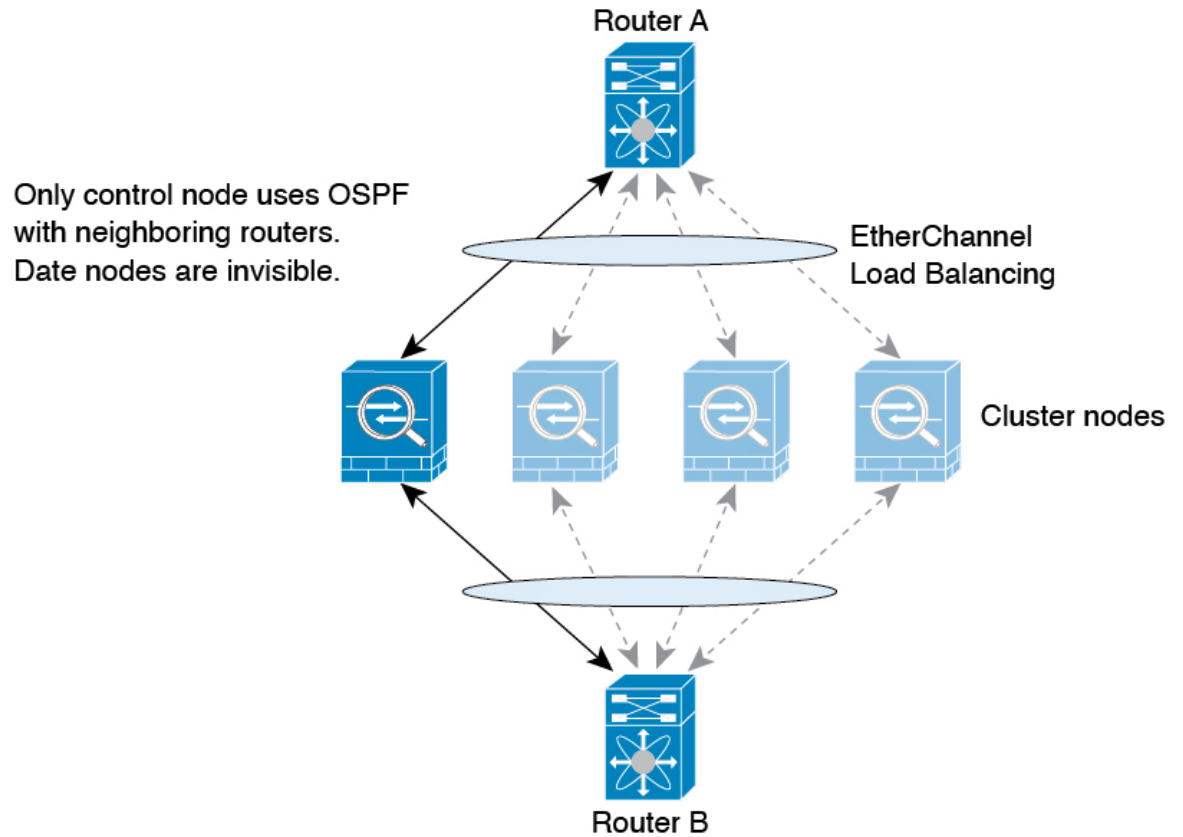 Router A
Only control node uses OSPF
with neighboring routers.
Date nodes are invisible.
EtherChannel
Load Balancing
Cluster nodes
Router B